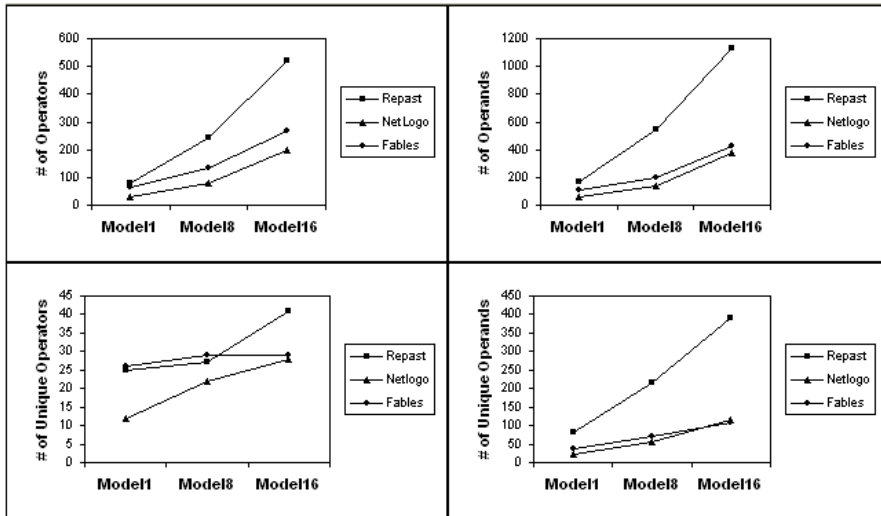 600
500
400
300
200
100
0
# of Operators
Model1 Model8 Model16
Repast
NetLogo
Fables
1200
1000
800
600
400
200
0
# of Operands
Model1 Model8 Model16
Repast
Netlogo
Fables
45
40
35
30
25
20
15
10
5
0
# of Unique Operators
Model1 Model8 Model16
Repast
Netlogo
Fables
450
400
350
300
250
200
150
100
50
0
# of Unique Operands
Model1 Model8 Model16
Repast
Netlogo
Fables